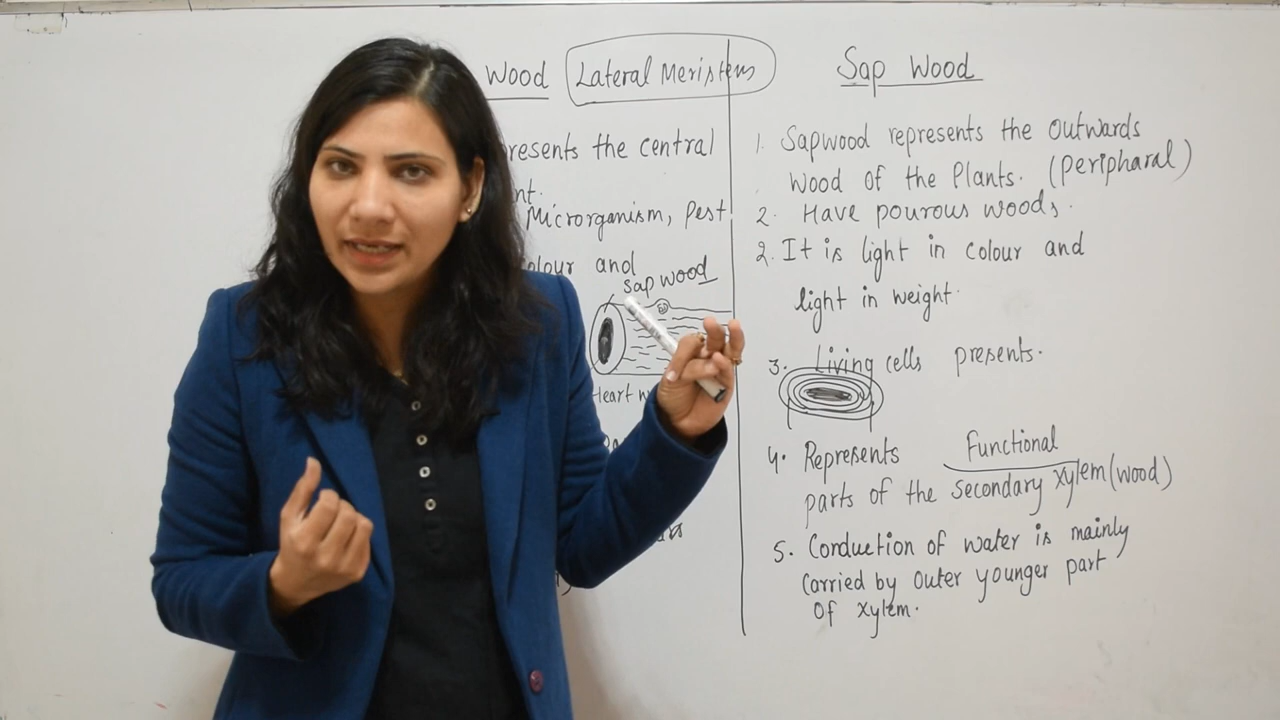 Wood
Lateral Meristems
resents the central
nt.
Microrganism, Pest
olour and
sap wood
Heart w
Sap Wood
1. Sapwood represents the outwards
Wood of the Plants. (Peripharal)
2. Have pourous woods.
2. It is light in colour and
light in weight.
3. Living cells presents.
4. Represents Functional
parts of the Secondary xylem(wood)
5. Conduction of water is mainly
carried by outer younger part
of xylem.